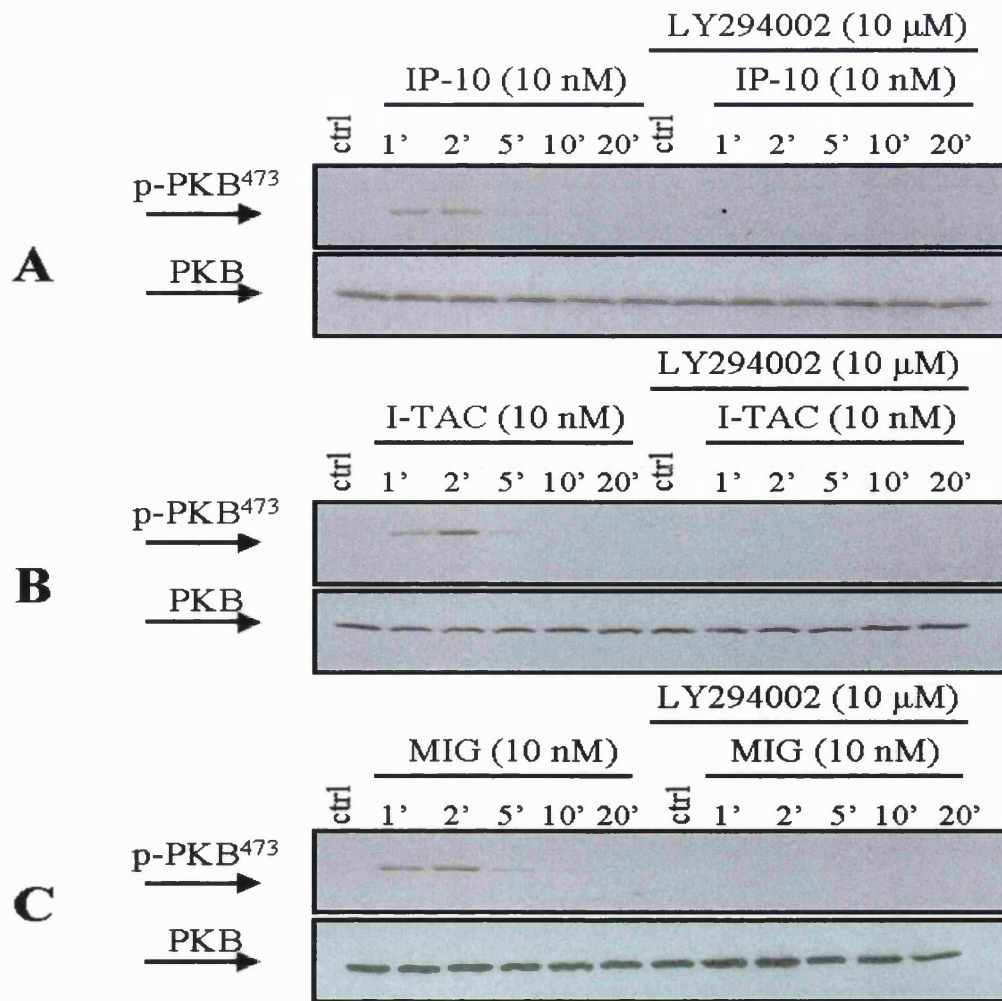 LY294002 (10 μM)
IP-10 (10 nM) IP-10 (10 nM)
ctrl 1' 2' 5' 10' 20' ctrl 1' 2' 5' 10' 20'
p-PKB473
A
PKB
LY294002 (10 μM)
I-TAC (10 nM) I-TAC (10 nM)
ctrl 1' 2' 5' 10' 20' ctrl 1' 2' 5' 10' 20'
p-PKB473
B
PKB
LY294002 (10 μM)
MIG (10 nM) MIG (10 nM)
ctrl 1' 2' 5' 10' 20' ctrl 1' 2' 5' 10' 20'
p-PKB473
C
PKB